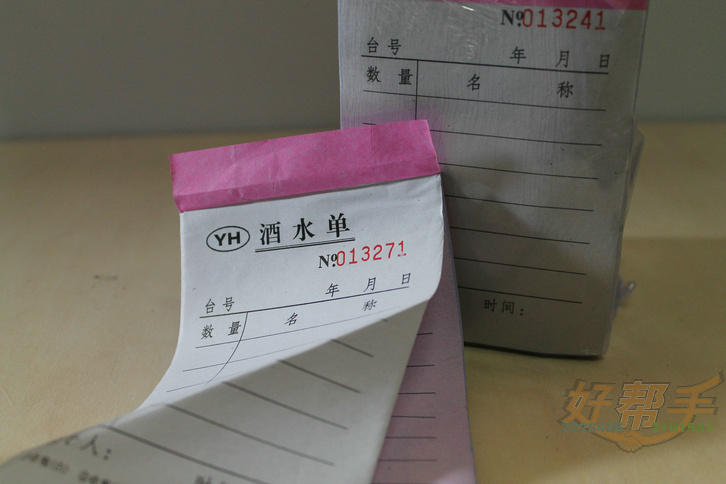 №013241
台号 年 月 日
数量 名 称
时间:
YH 酒水单
№013271
台号 年 月 日
数量 名 称
人:
好帮手